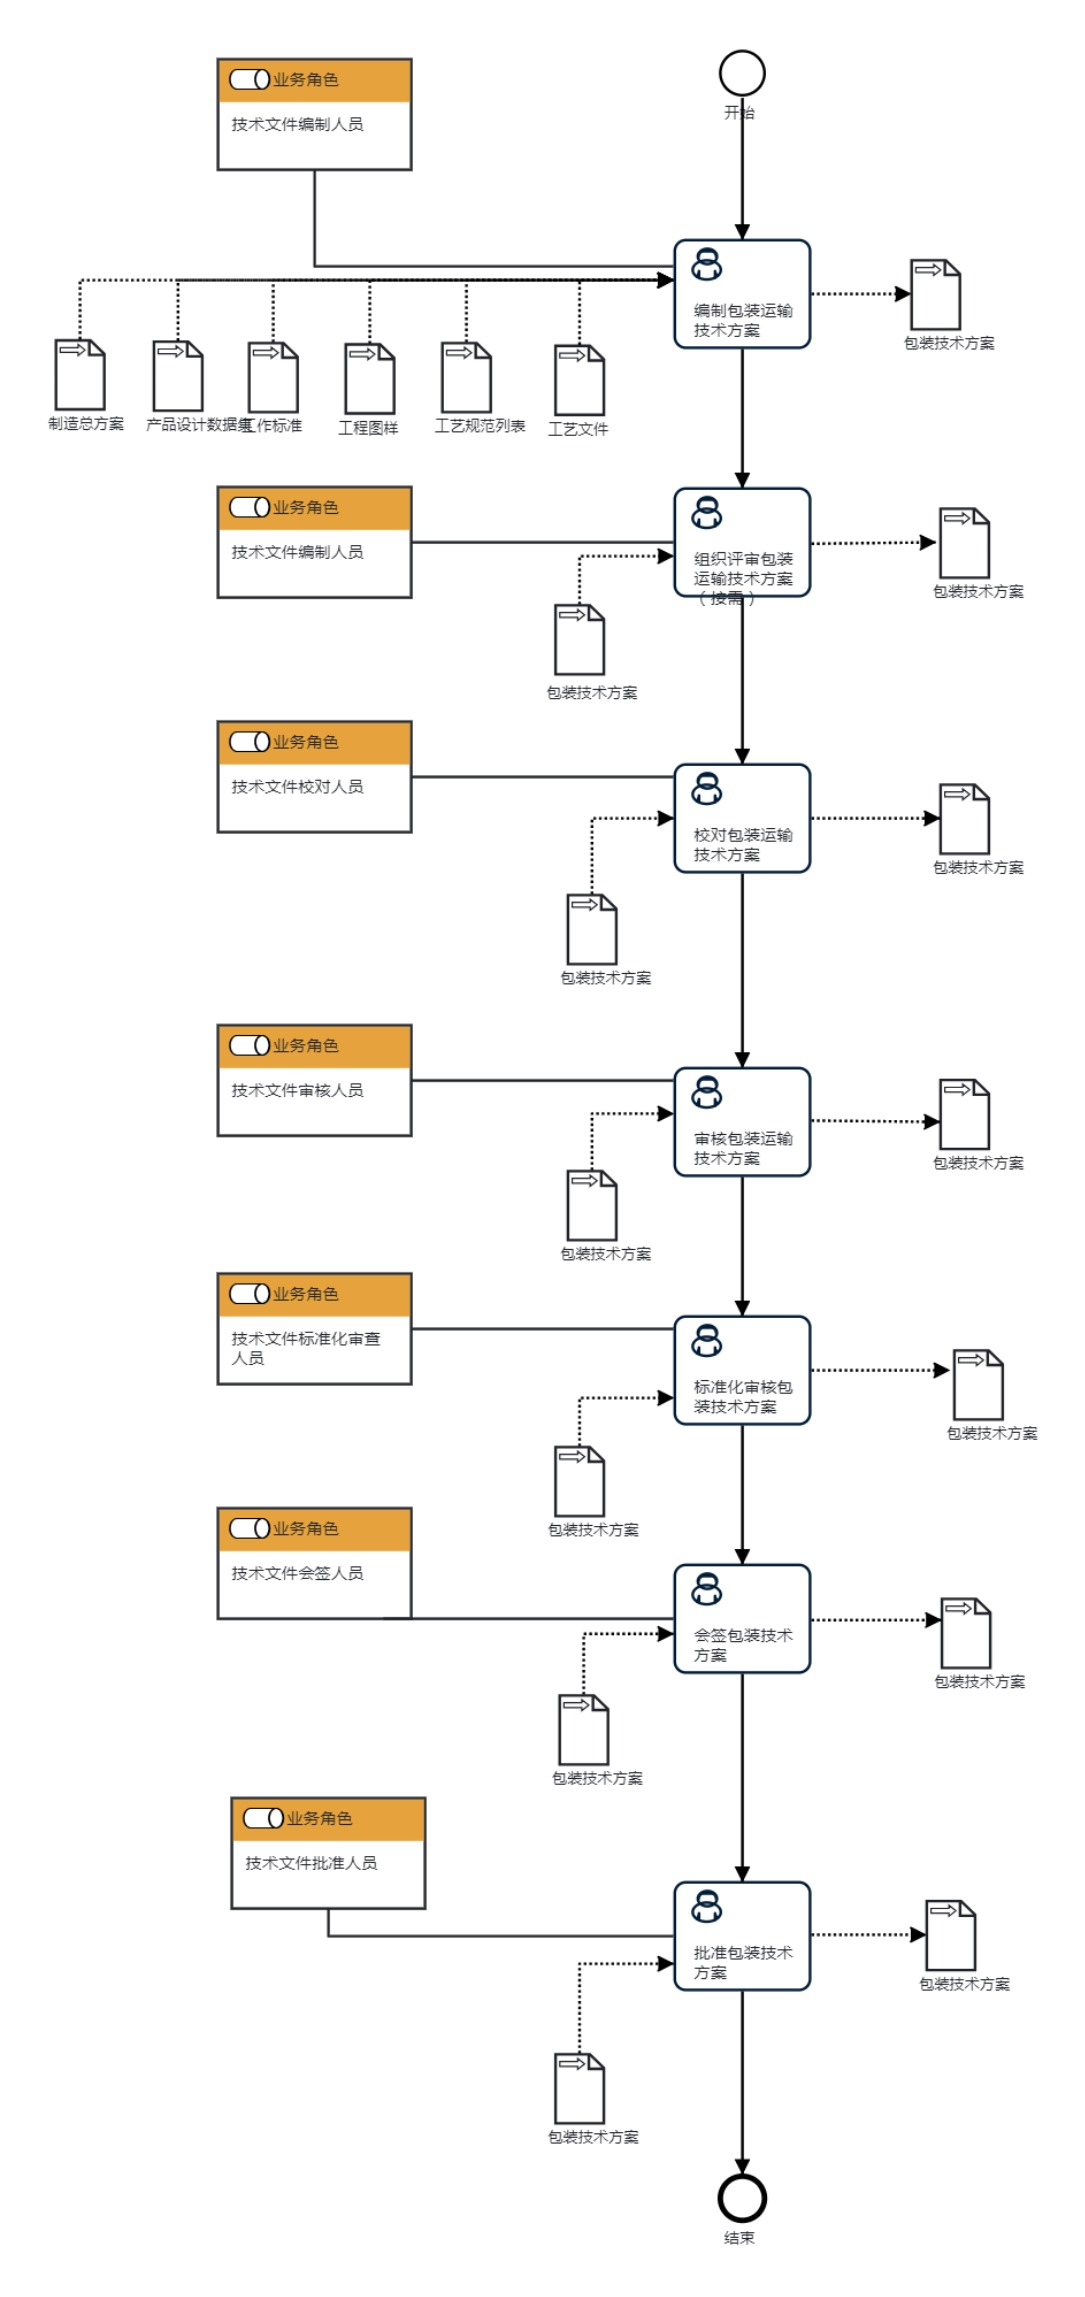 业务角色
技术文件编制人员
开始
编制包装运输
技术方案
包装技术方案
制造总方案
产品设计数据集
工作标准
工程图样
工艺规范列表
工艺文件
业务角色
技术文件编制人员
组织评审包装
运输技术方案
（按需）
包装技术方案
包装技术方案
业务角色
技术文件校对人员
校对包装运输
技术方案
包装技术方案
包装技术方案
业务角色
技术文件审核人员
审核包装运输
技术方案
包装技术方案
包装技术方案
业务角色
技术文件标准化审查
人员
标准化审核包
装技术方案
包装技术方案
包装技术方案
业务角色
技术文件会签人员
会签包装技术
方案
包装技术方案
包装技术方案
业务角色
技术文件批准人员
批准包装技术
方案
包装技术方案
包装技术方案
结束